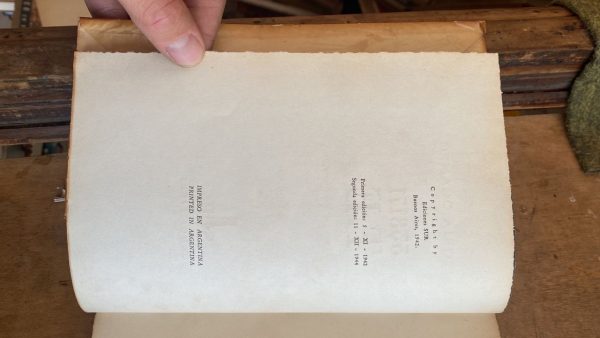 Copyright by
Ediciones SUR
Buenos Aires, 1942.
Primera edición: 5 - XI - 1942
Segunda edición: 11 - XII - 1944
IMPRESO EN ARGENTINA
PRINTED IN ARGENTINA